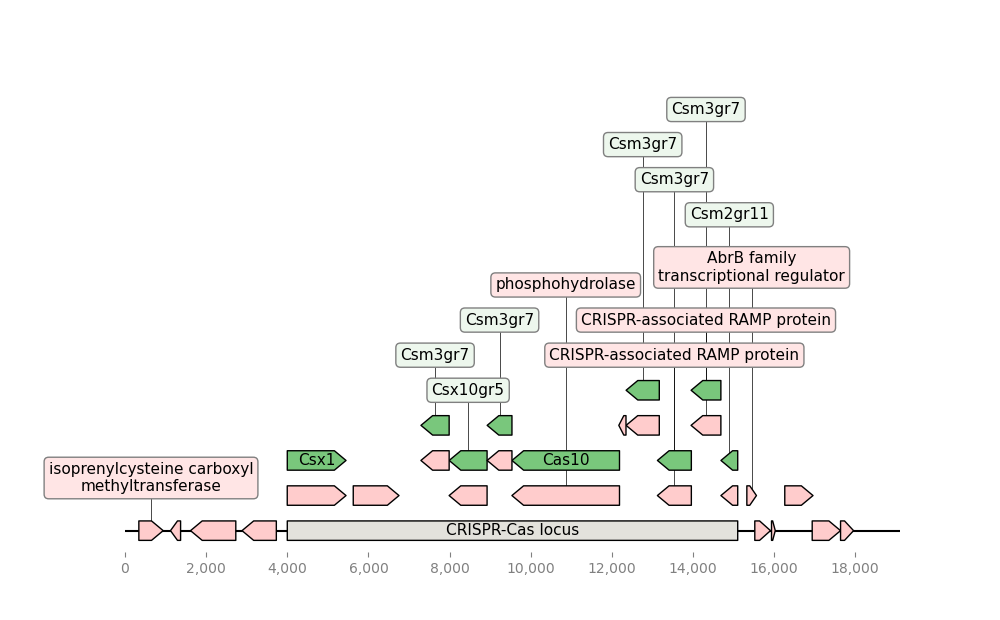 Csm3gr7
Csm3gr7
Csm3gr7
Csm2gr11
AbrB family
transcriptional regulator
phosphohydrolase
Csm3gr7
CRISPR-associated RAMP protein
Csm3gr7
CRISPR-associated RAMP protein
Csx10gr5
Csx1
Cas10
isoprenylcysteine carboxyl
methyltransferase
CRISPR-Cas locus
0
2,000
4,000
6,000
8,000
10,000
12,000
14,000
16,000
18,000